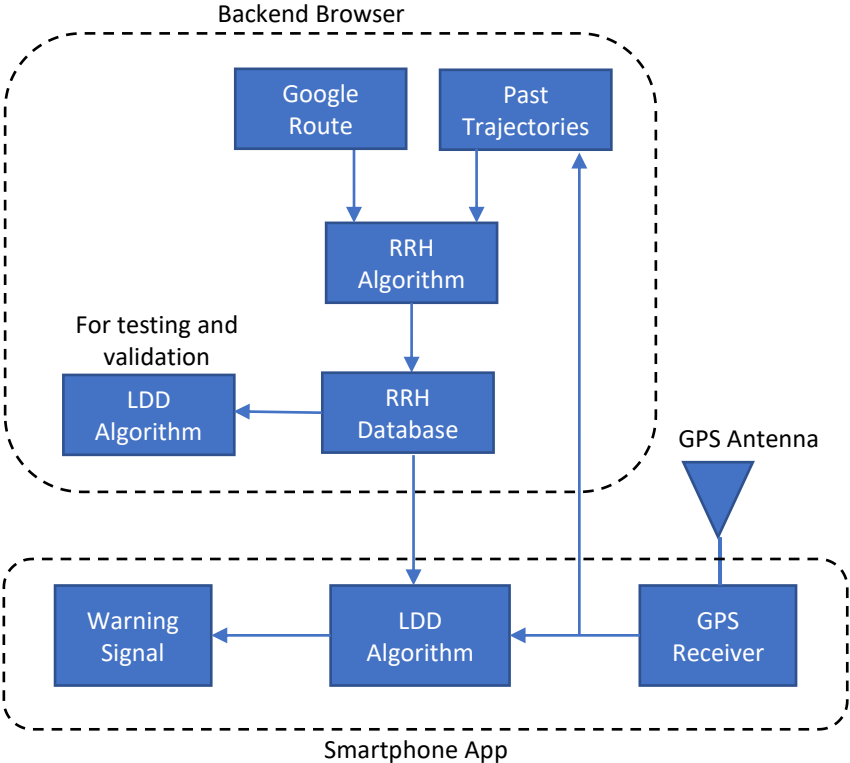 Backend Browser
Google
Route
Past
Trajectories
RRH
Algorithm
For testing and
validation
LDD
Algorithm
RRH
Database
GPS Antenna
Warning
Signal
LDD
Algorithm
GPS
Receiver
Smartphone App